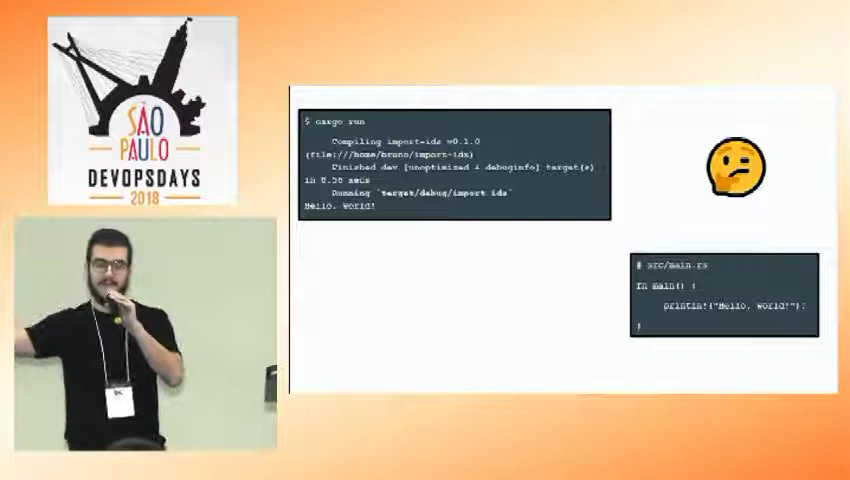 SÃO
PAULO
DEVOPSDAYS
2018
$ cargo run
Compiling import-ids v0.1.0
(file:///home/bruno/import-ids)
Finished dev [unoptimized + debuginfo] target(s)
in 0.56 secs
Running `target/debug/import-ids`
Hello, world!
# src/main.rs
fn main() {
println!("Hello, world!");
}